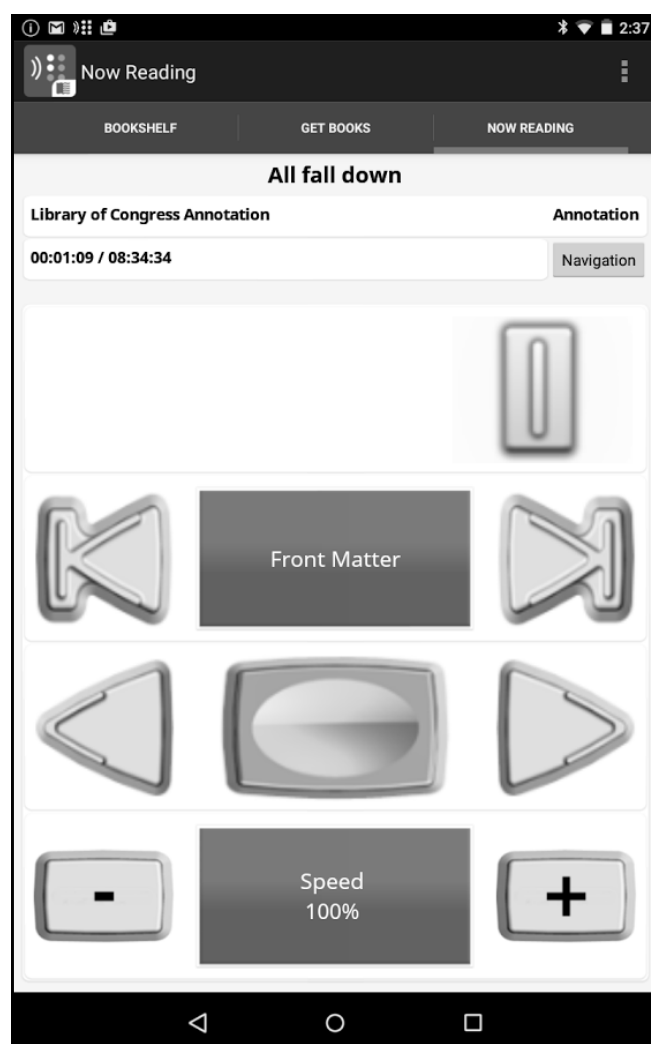 2:37
Now Reading
BOOKSHELF GET BOOKS NOW READING
All fall down
Library of Congress Annotation Annotation
00:01:09 / 08:34:34 Navigation
Front Matter
-
Speed
100%
+